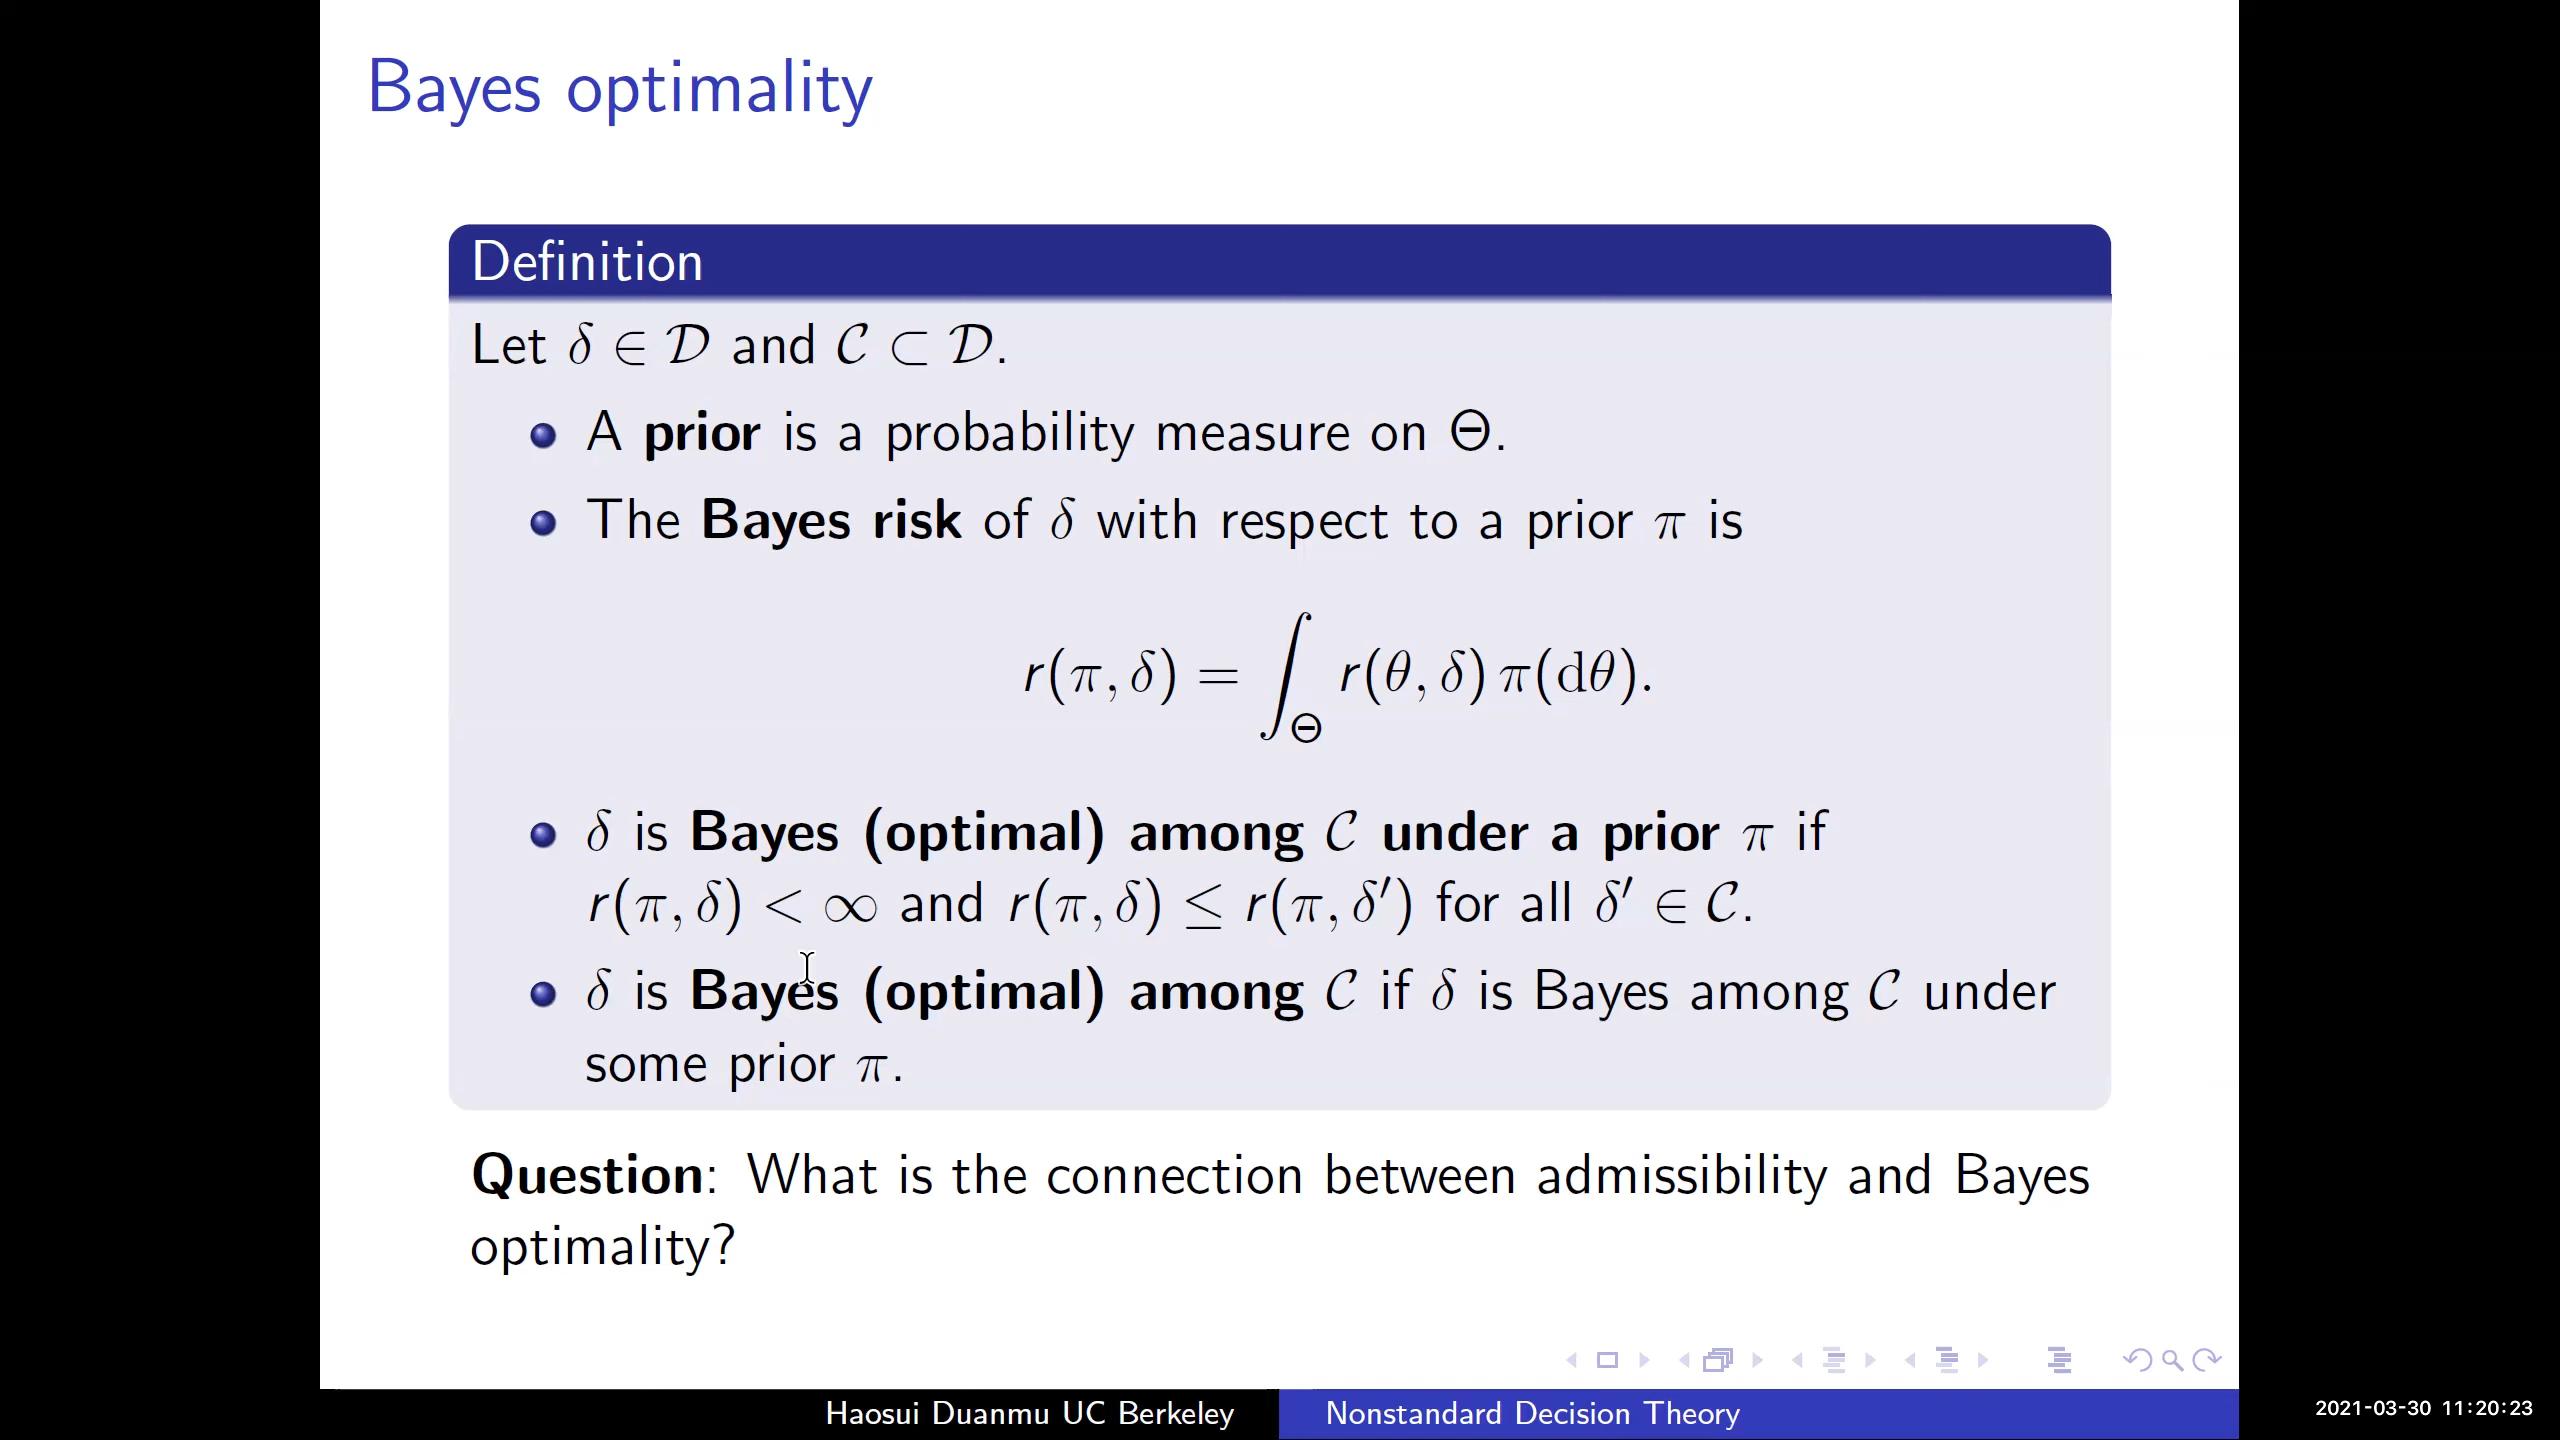 Bayes optimality
Definition
Let δ ∈ 𝒟 and 𝒞 ⊂ 𝒟.
A prior is a probability measure on Θ.
The Bayes risk of δ with respect to a prior π is
r(π, δ) = ∫_Θ r(θ, δ) π(dθ).
δ is Bayes (optimal) among 𝒞 under a prior π if
r(π, δ) < ∞ and r(π, δ) ≤ r(π, δ′) for all δ′ ∈ 𝒞.
δ is Bayes (optimal) among 𝒞 if δ is Bayes among 𝒞 under
some prior π.
Question: What is the connection between admissibility and Bayes
optimality?
Haosui Duanmu UC Berkeley
Nonstandard Decision Theory
2021-03-30 11:20:23